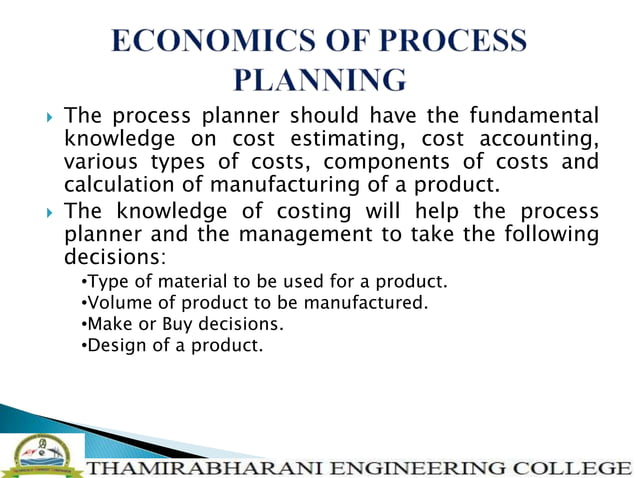 ECONOMICS OF PROCESS
PLANNING
The process planner should have the fundamental
knowledge on cost estimating, cost accounting,
various types of costs, components of costs and
calculation of manufacturing of a product.
The knowledge of costing will help the process
planner and the management to take the following
decisions:
•Type of material to be used for a product.
•Volume of product to be manufactured.
•Make or Buy decisions.
•Design of a product.
THAMIRABHARANI ENGINEERING COLLEGE